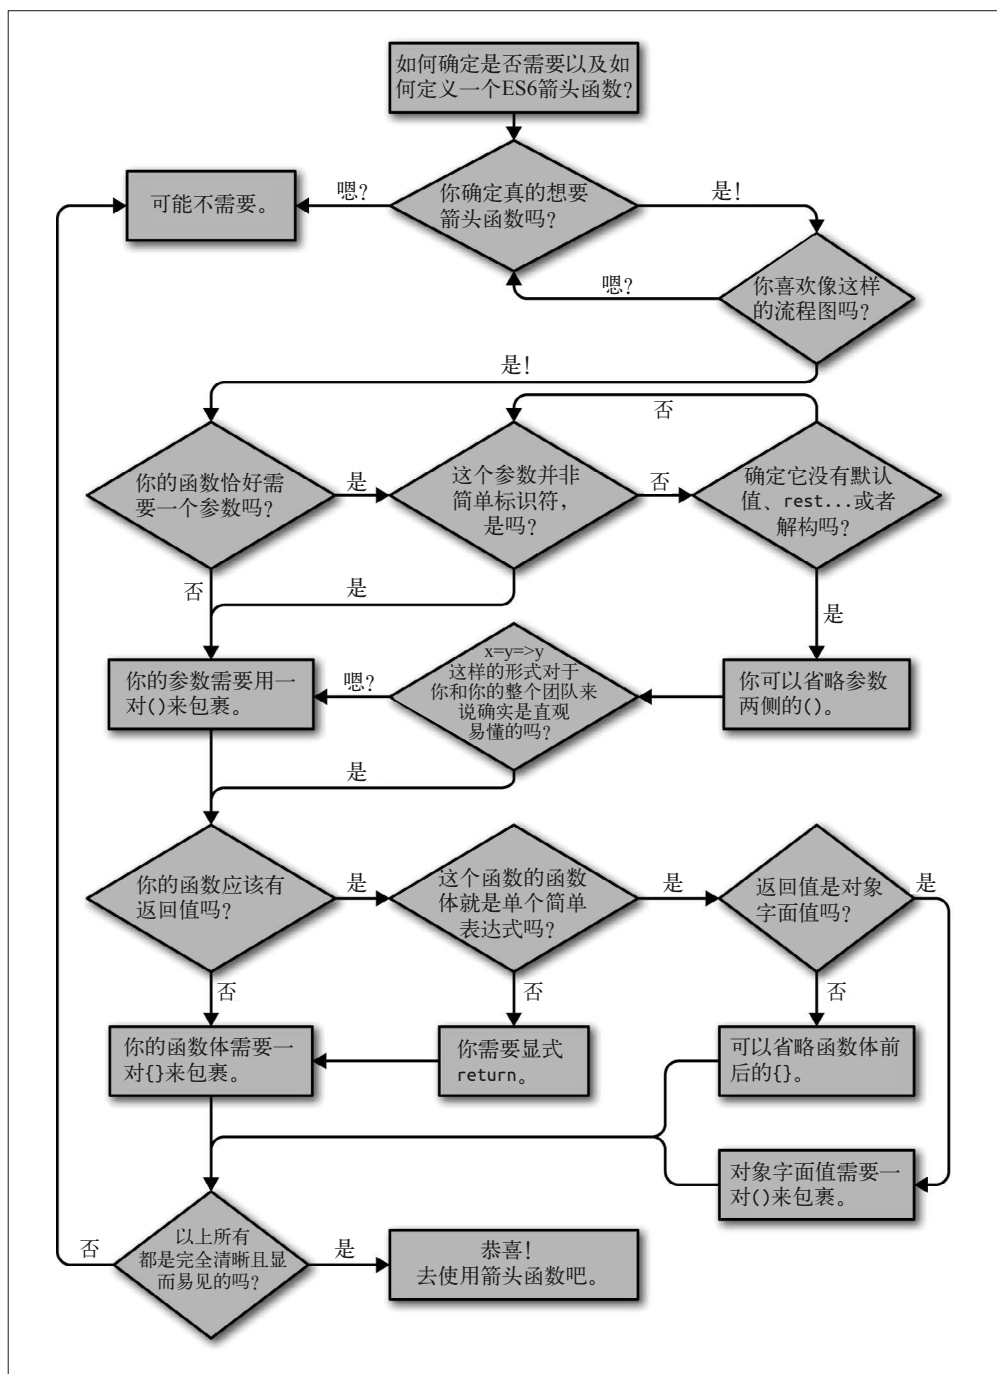 如何确定是否需要以及如
何定义一个ES6箭头函数?
嗯?
是!
可能不需要。
你确定真的想要
箭头函数吗?
嗯?
你喜欢像这样
的流程图吗?
是!
否
你的函数恰好需
要一个参数吗?
是
这个参数并非
简单标识符，
是吗?
否
确定它没有默认
值、rest...或者
解构吗?
否
是
是
你的参数需要用一
对()来包裹。
嗯?
x=y=>y
这样的形式对于
你和你的整个团队来
说确实是直观
易懂的吗?
你可以省略参数
两侧的()。
是
你的函数应该有
返回值吗?
是
这个函数的函数
体就是单个简单
表达式吗?
是
返回值是对象
字面值吗?
是
否
否
否
你的函数体需要一
对{}来包裹。
你需要显式
return。
可以省略函数体前
后的{}。
对象字面值需要一
对()来包裹。
否
以上所有
都是完全清晰且显
而易见的吗?
是
恭喜!
去使用箭头函数吧。